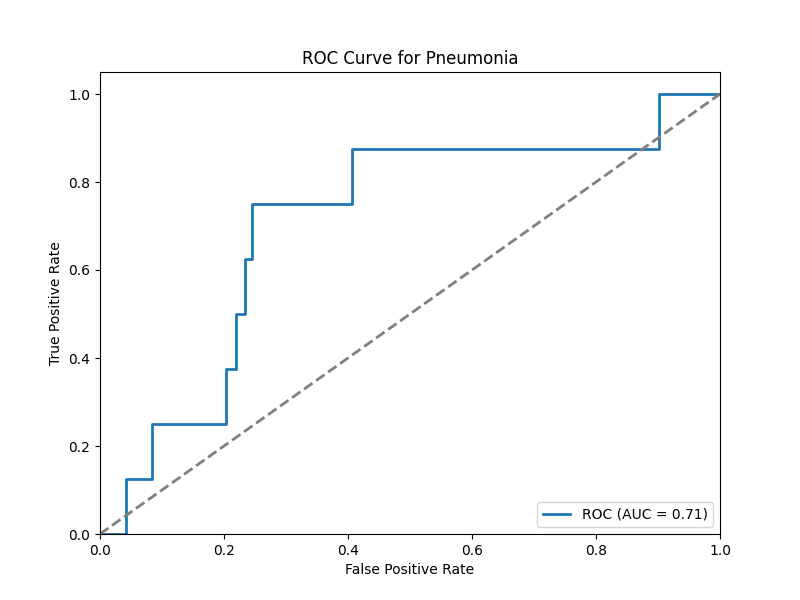 ROC Curve for Pneumonia
1.0
0.8
0.6
0.4
0.2
0.0
True Positive Rate
0.0 0.2 0.4 0.6 0.8 1.0
False Positive Rate
ROC (AUC = 0.71)